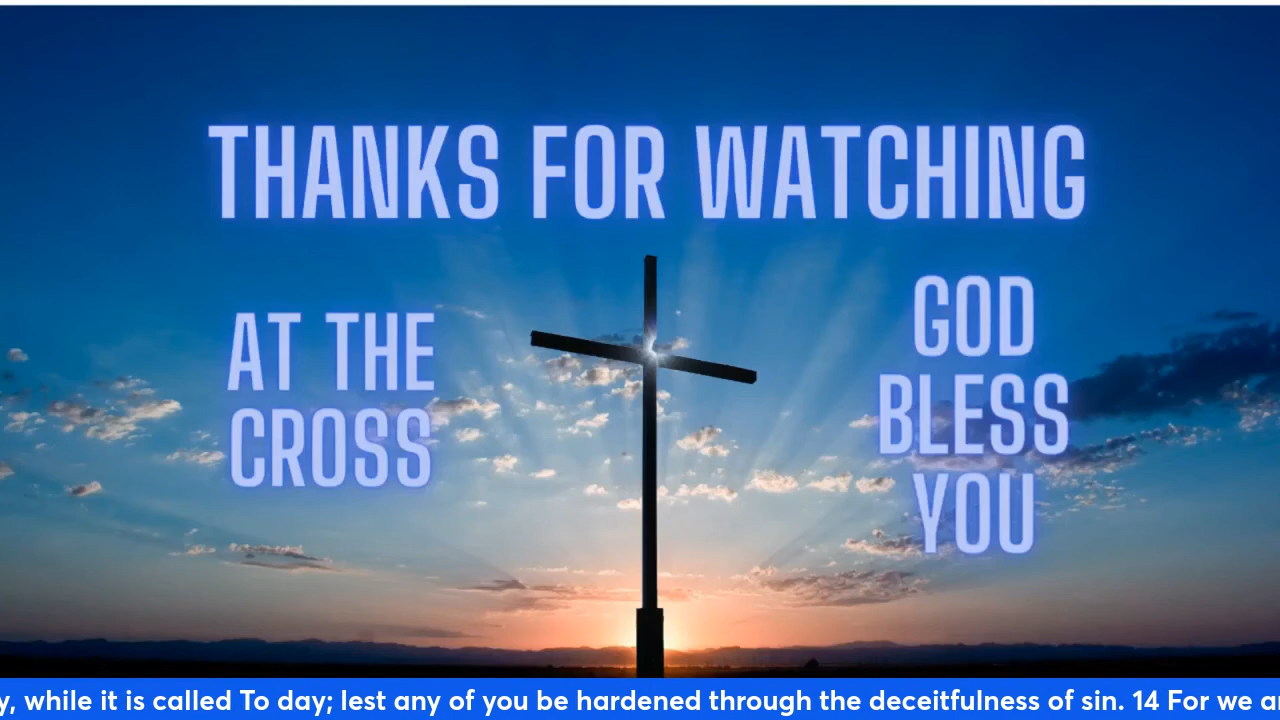 THANKS FOR WATCHING
AT THE
CROSS
GOD
BLESS
YOU
y, while it is called To day; lest any of you be hardened through the deceitfulness of sin. 14 For we a